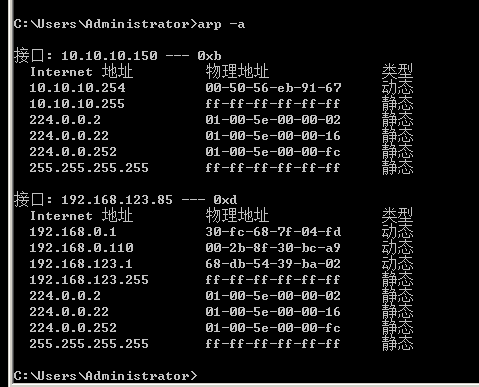 C:\Users\Administrator>arp -a
接口: 10.10.10.150 --- 0xb
Internet 地址 物理地址 类型
10.10.10.254 00-50-56-eb-91-67 动态
10.10.10.255 ff-ff-ff-ff-ff-ff 静态
224.0.0.2 01-00-5e-00-00-02 静态
224.0.0.22 01-00-5e-00-00-16 静态
224.0.0.252 01-00-5e-00-00-fc 静态
255.255.255.255 ff-ff-ff-ff-ff-ff 静态
接口: 192.168.123.85 --- 0xd
Internet 地址 物理地址 类型
192.168.0.1 30-fc-68-7f-04-fd 动态
192.168.0.110 00-2b-8f-30-bc-a9 动态
192.168.123.1 68-db-54-39-ba-02 动态
192.168.123.255 ff-ff-ff-ff-ff-ff 静态
224.0.0.2 01-00-5e-00-00-02 静态
224.0.0.22 01-00-5e-00-00-16 静态
224.0.0.252 01-00-5e-00-00-fc 静态
255.255.255.255 ff-ff-ff-ff-ff-ff 静态
C:\Users\Administrator>